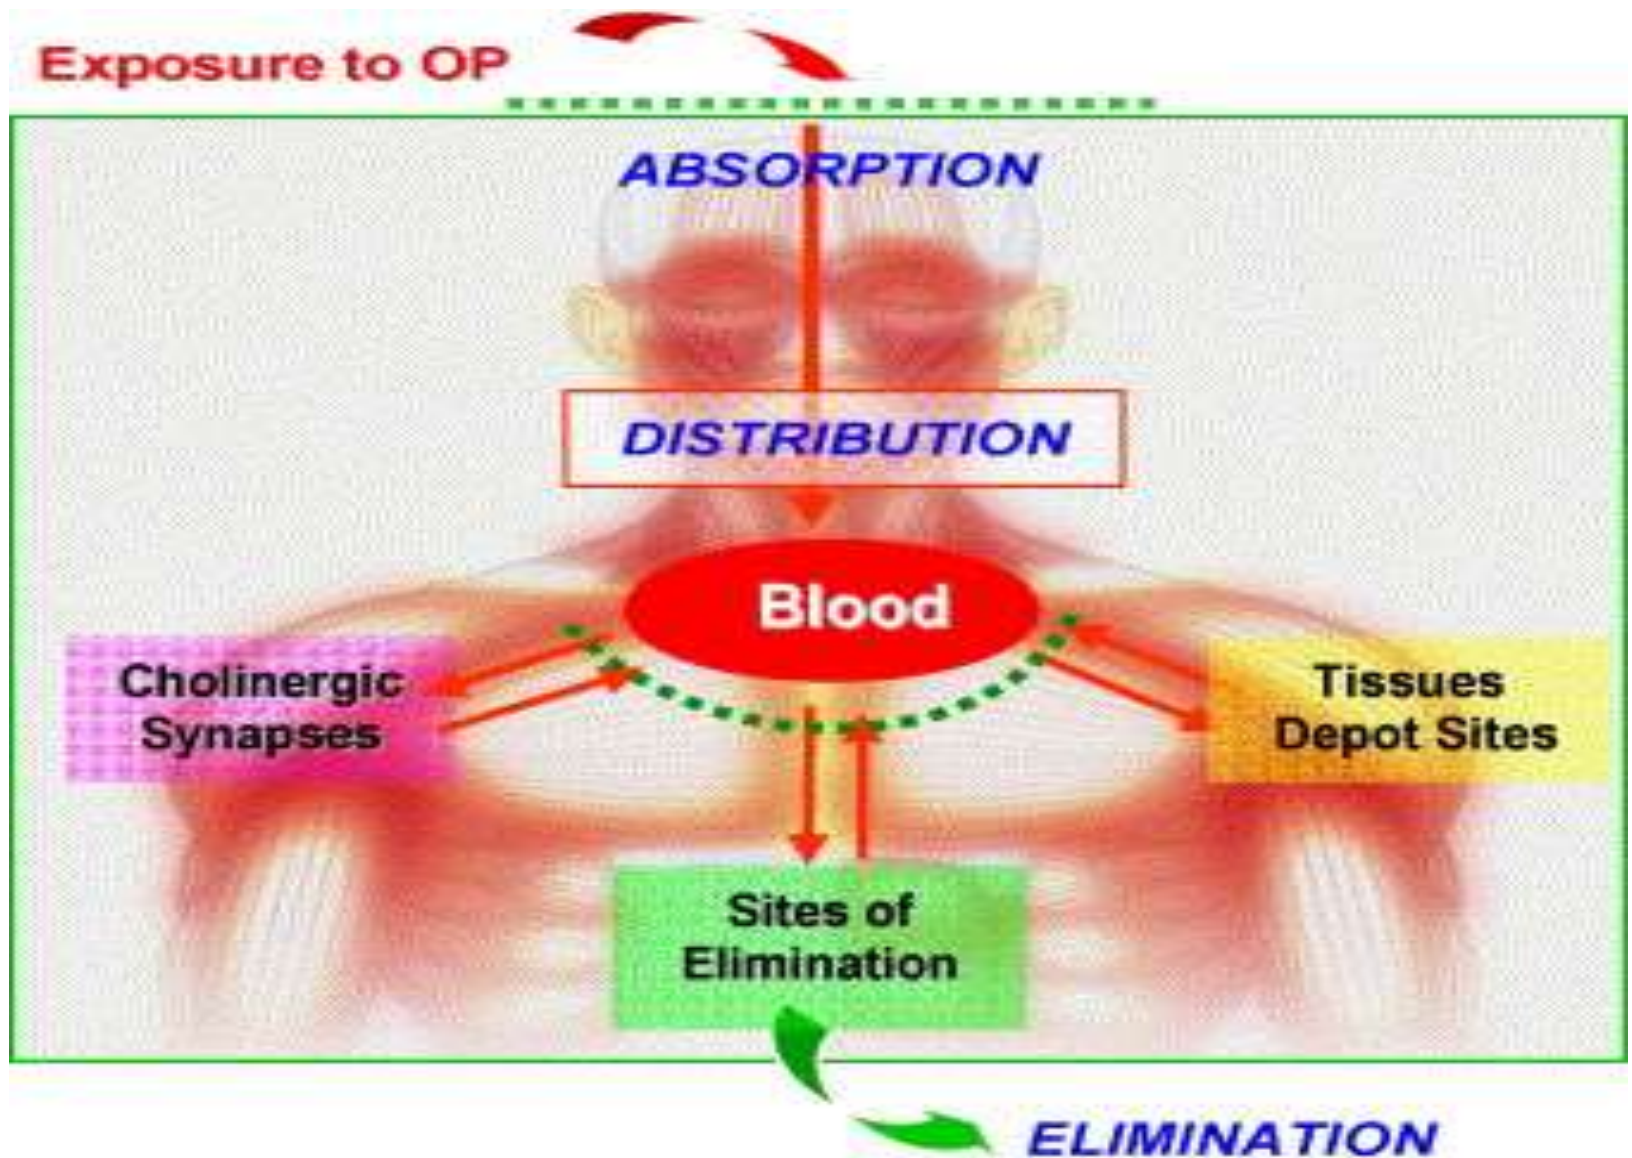 Exposure to OP
ABSORPTION
DISTRIBUTION
Blood
Cholinergic
Synapses
Tissues
Depot Sites
Sites of
Elimination
ELIMINATION